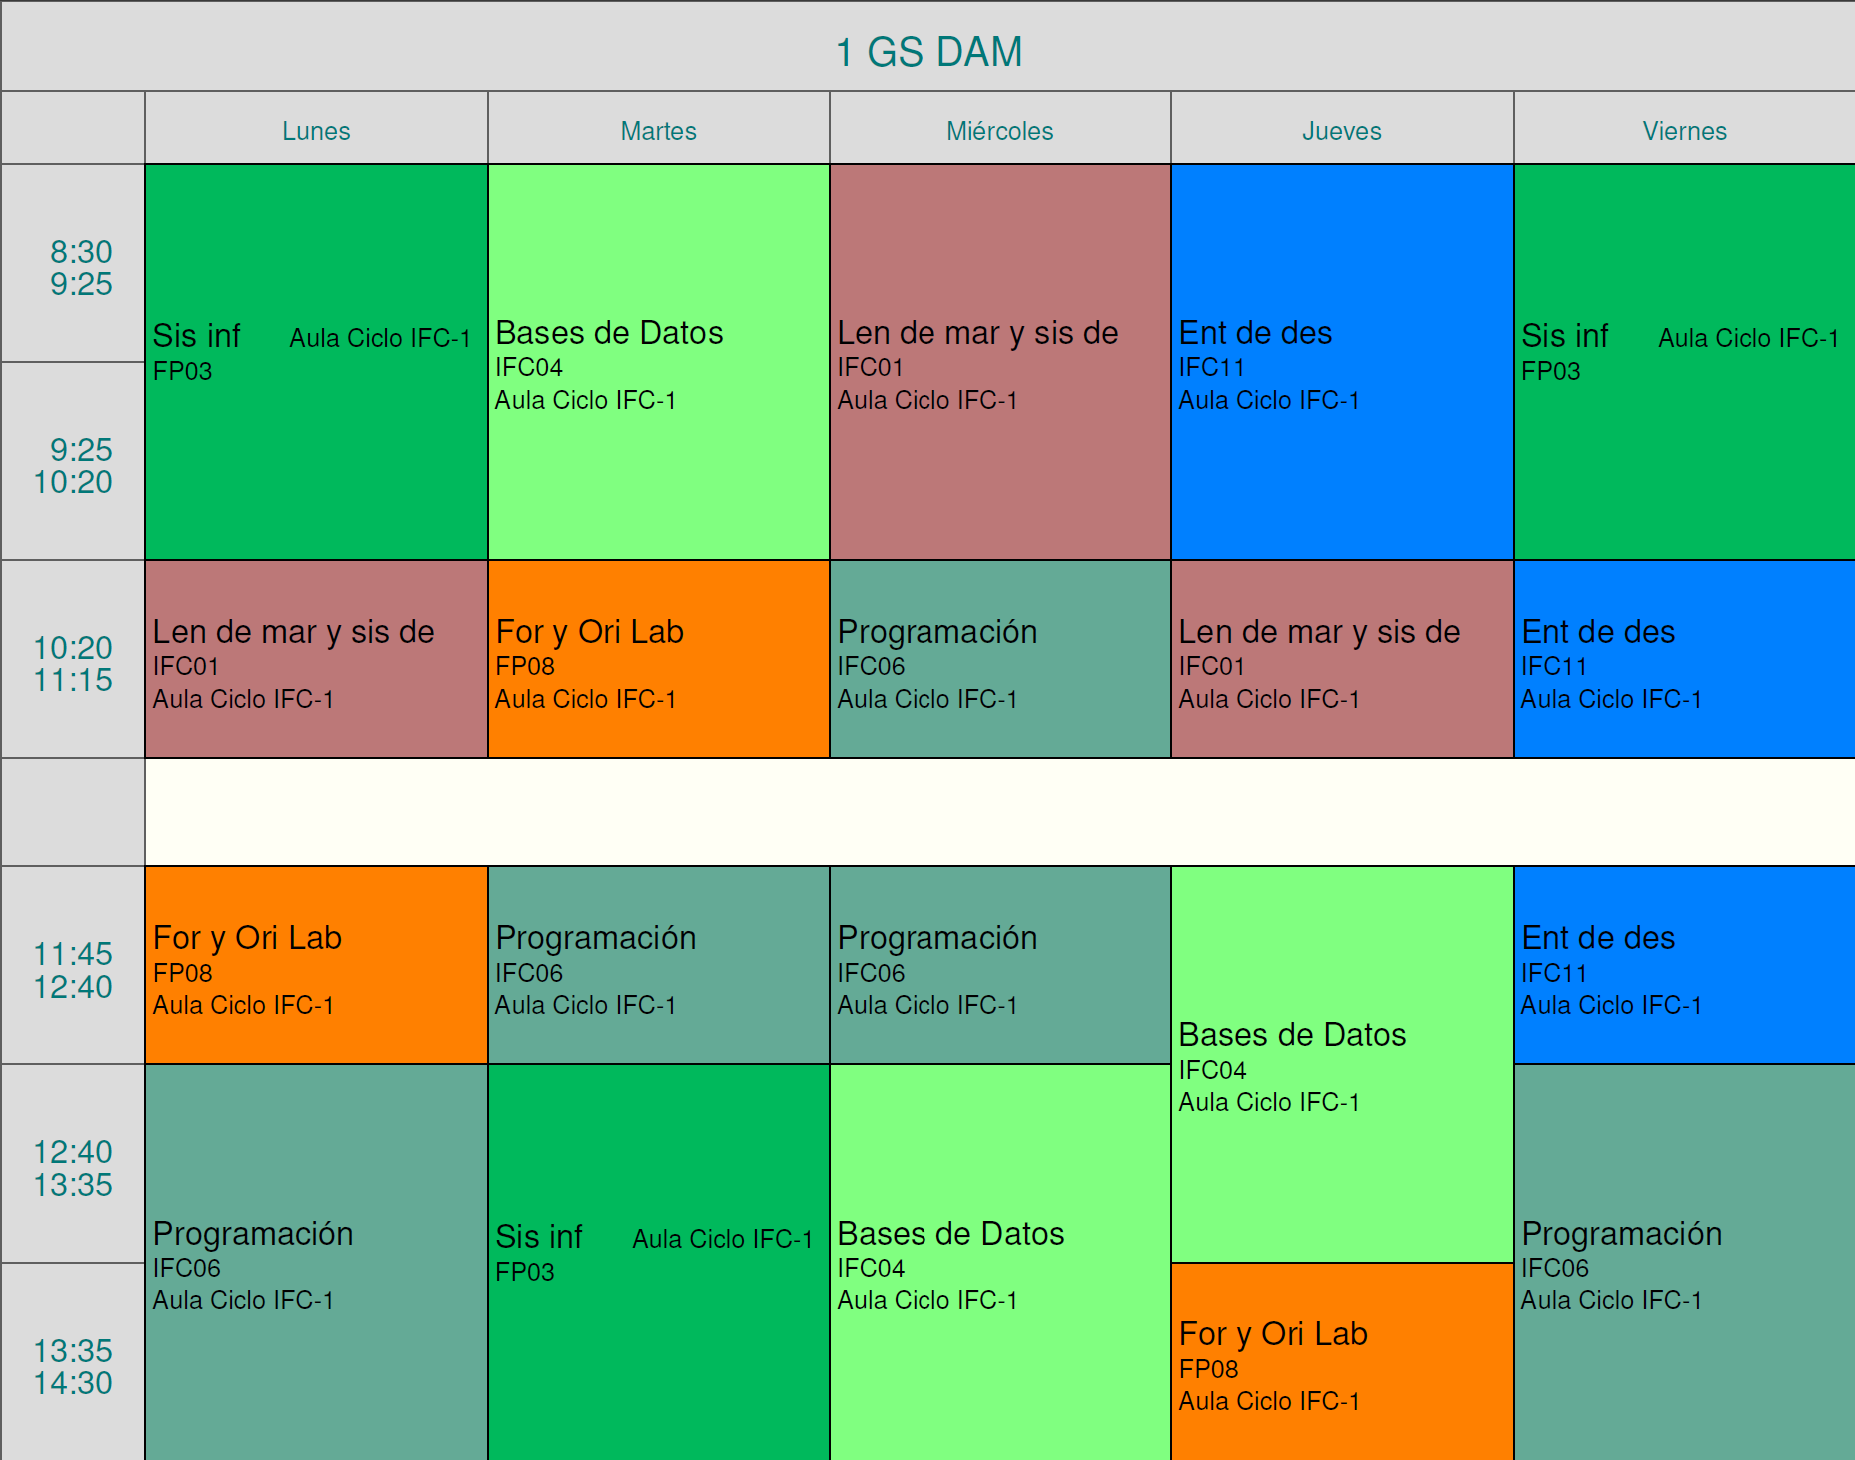 1 GS DAM
Lunes Martes Miércoles Jueves Viernes
8:30
9:25
Sis inf Aula Ciclo IFC-1
FP03
Bases de Datos
IFC04
Aula Ciclo IFC-1
Len de mar y sis de
IFC01
Aula Ciclo IFC-1
Ent de des
IFC11
Aula Ciclo IFC-1
Sis inf Aula Ciclo IFC-1
FP03
9:25
10:20
10:20
11:15
Len de mar y sis de
IFC01
Aula Ciclo IFC-1
For y Ori Lab
FP08
Aula Ciclo IFC-1
Programación
IFC06
Aula Ciclo IFC-1
Len de mar y sis de
IFC01
Aula Ciclo IFC-1
Ent de des
IFC11
Aula Ciclo IFC-1
11:45
12:40
For y Ori Lab
FP08
Aula Ciclo IFC-1
Programación
IFC06
Aula Ciclo IFC-1
Programación
IFC06
Aula Ciclo IFC-1
Bases de Datos
IFC04
Aula Ciclo IFC-1
Ent de des
IFC11
Aula Ciclo IFC-1
12:40
13:35
Programación
IFC06
Aula Ciclo IFC-1
Sis inf Aula Ciclo IFC-1
FP03
Bases de Datos
IFC04
Aula Ciclo IFC-1
Programación
IFC06
Aula Ciclo IFC-1
13:35
14:30
For y Ori Lab
FP08
Aula Ciclo IFC-1